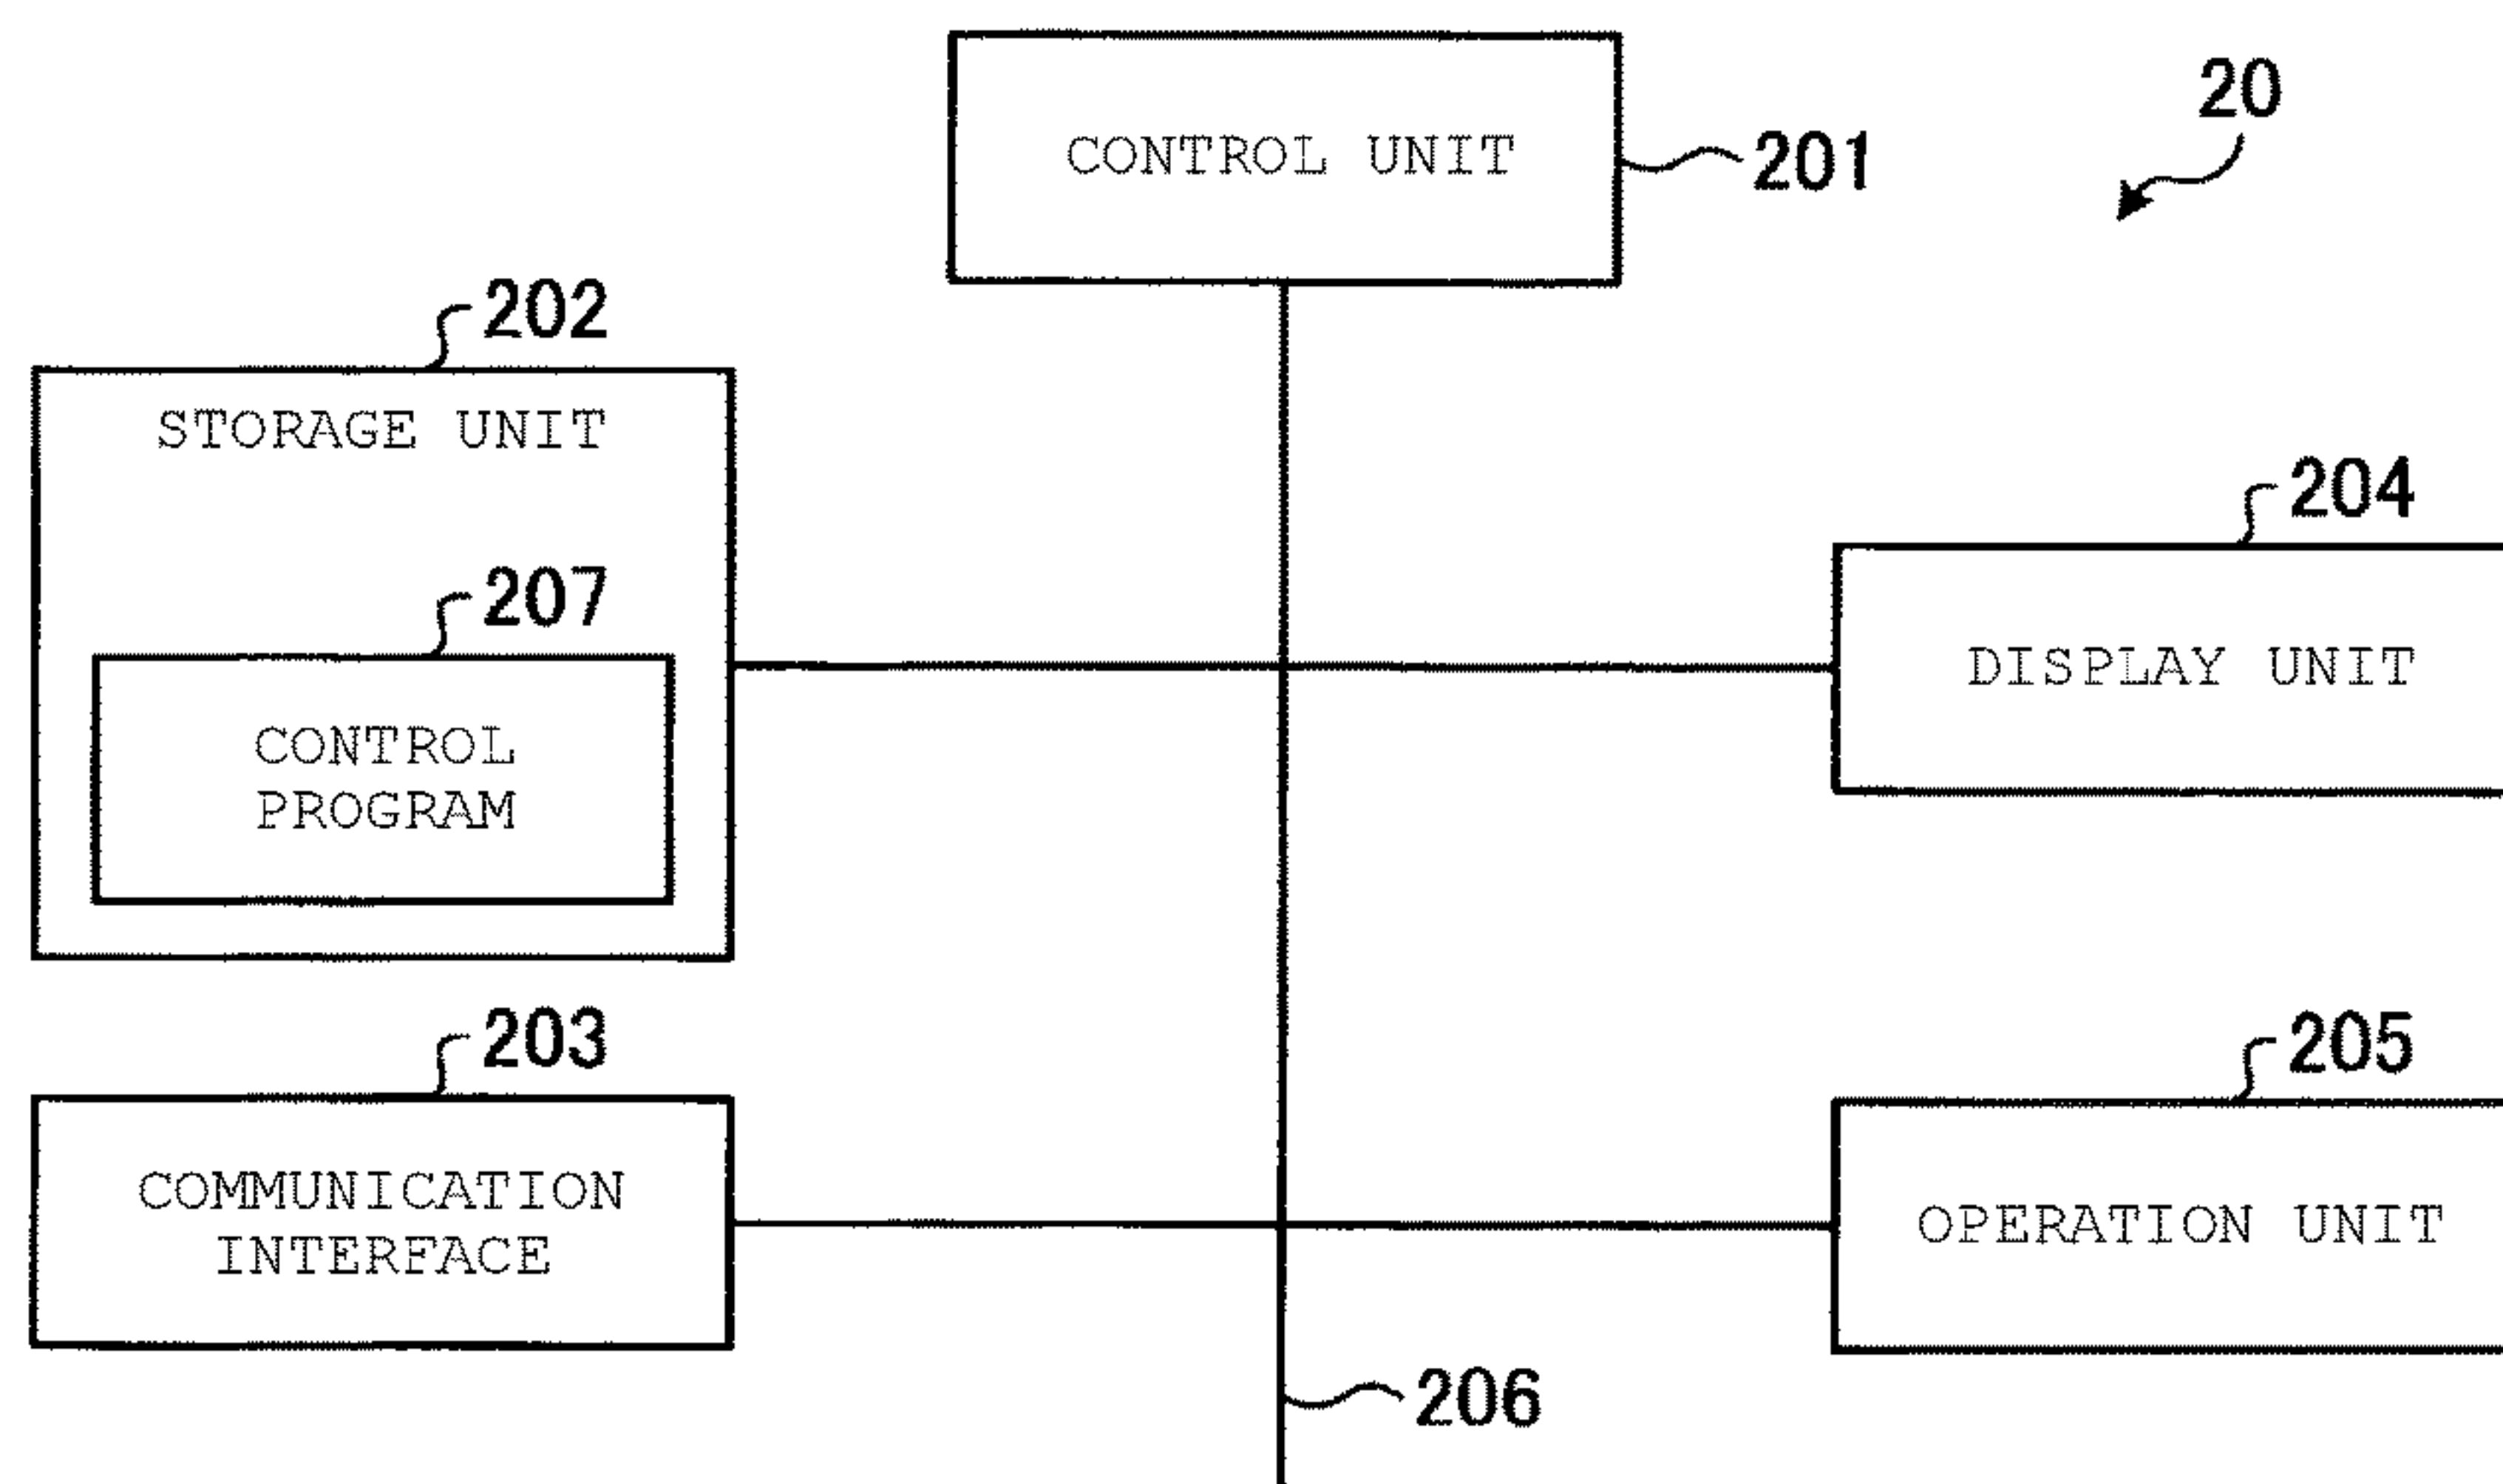 20
CONTROL UNIT
201
202
STORAGE UNIT
204
207
DISPLAY UNIT
CONTROL
PROGRAM
203
205
COMMUNICATION
INTERFACE
OPERATION UNIT
206